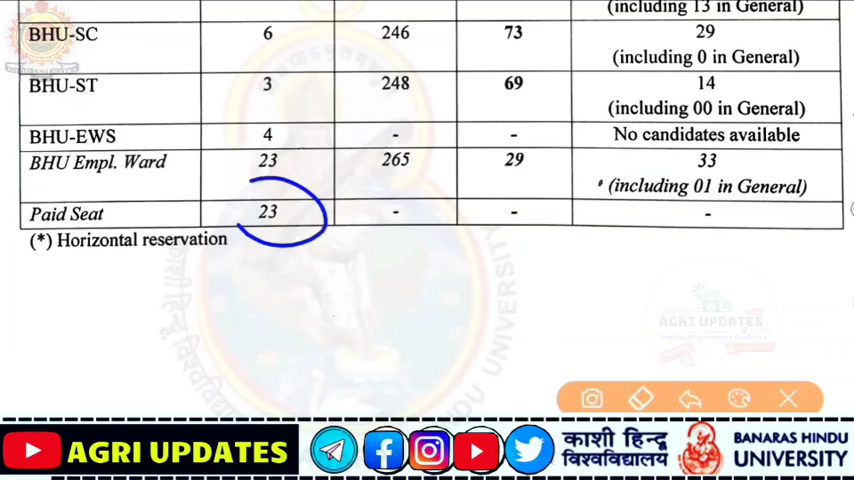 (including 13 in General)
BHU-SC 6 246 73 29
(including 0 in General)
BHU-ST 3 248 69 14
(including 00 in General)
BHU-EWS 4 - - No candidates available
BHU Empl. Ward 23 265 29 33
(including 01 in General)
Paid Seat 23 - - -
(*) Horizontal reservation
AGRI UPDATES
AGRI UPDATES
काशी हिन्दू
विश्वविद्यालय
BANARAS HINDU
UNIVERSITY